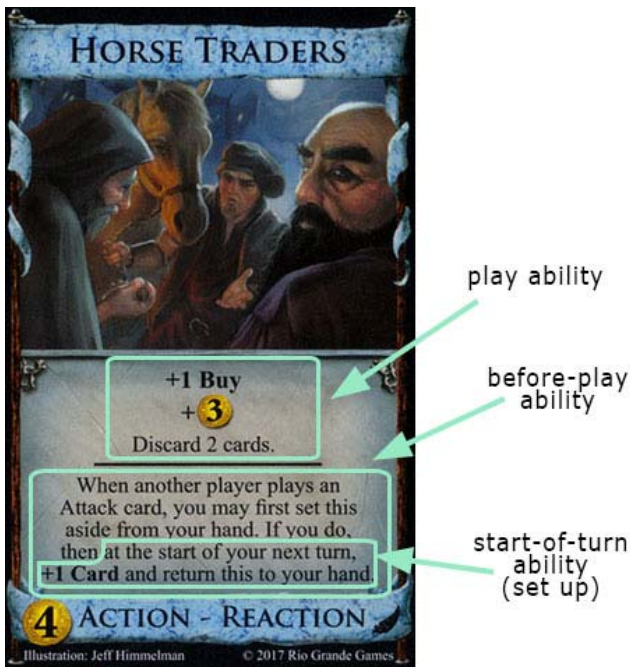 HORSE TRADERS
+1 Buy
+3
Discard 2 cards.
When another player plays an
Attack card, you may first set this
aside from your hand. If you do,
then at the start of your next turn,
+1 Card and return this to your hand.
4 ACTION - REACTION
Illustration: Jeff Himmelman © 2017 Rio Grande Games
play ability
before-play
ability
start-of-turn
ability
(set up)